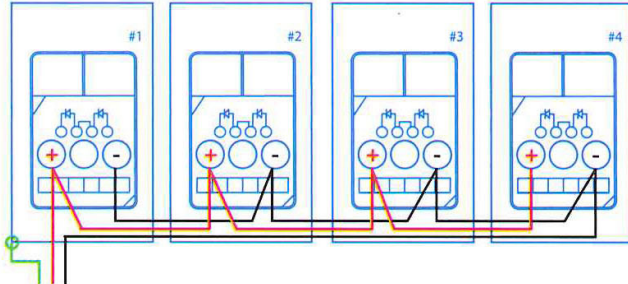 #1 #2 #3 #4
+ - + - + - + -